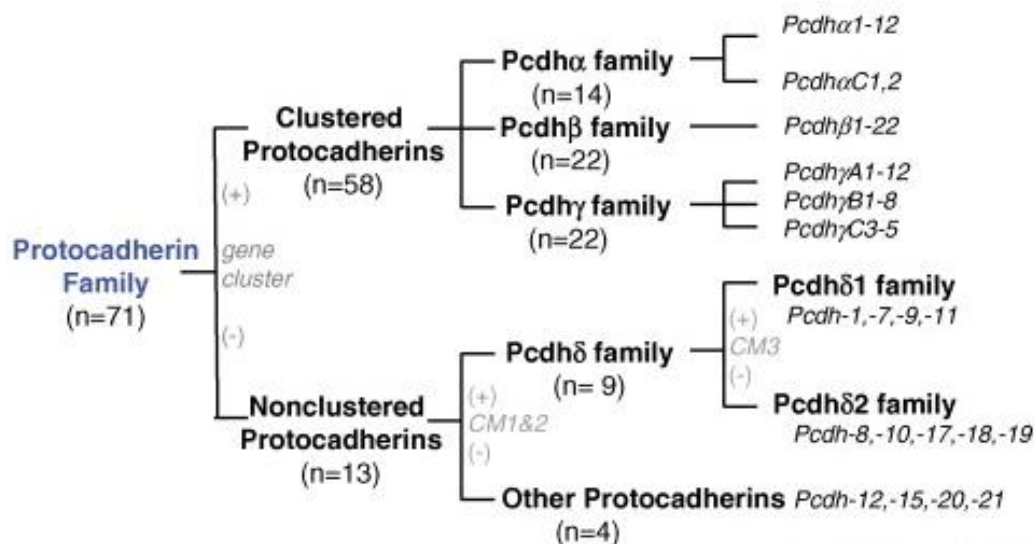 Protocadherin
Family
(n=71)
(+)
gene
cluster
(-)
Clustered
Protocadherins
(n=58)
Nonclustered
Protocadherins
(n=13)
Pcdhα family
(n=14)
Pcdhα1-12
PcdhαC1,2
Pcdhβ family
(n=22)
Pcdhβ1-22
Pcdhγ family
(n=22)
PcdhγA1-12
PcdhγB1-8
PcdhγC3-5
(+)
CM1&2
(-)
Pcdhδ family
(n= 9)
(+)
CM3
(-)
Pcdhδ1 family
Pcdh-1,-7,-9,-11
Pcdhδ2 family
Pcdh-8,-10,-17,-18,-19
Other Protocadherins
(n=4)
Pcdh-12,-15,-20,-21